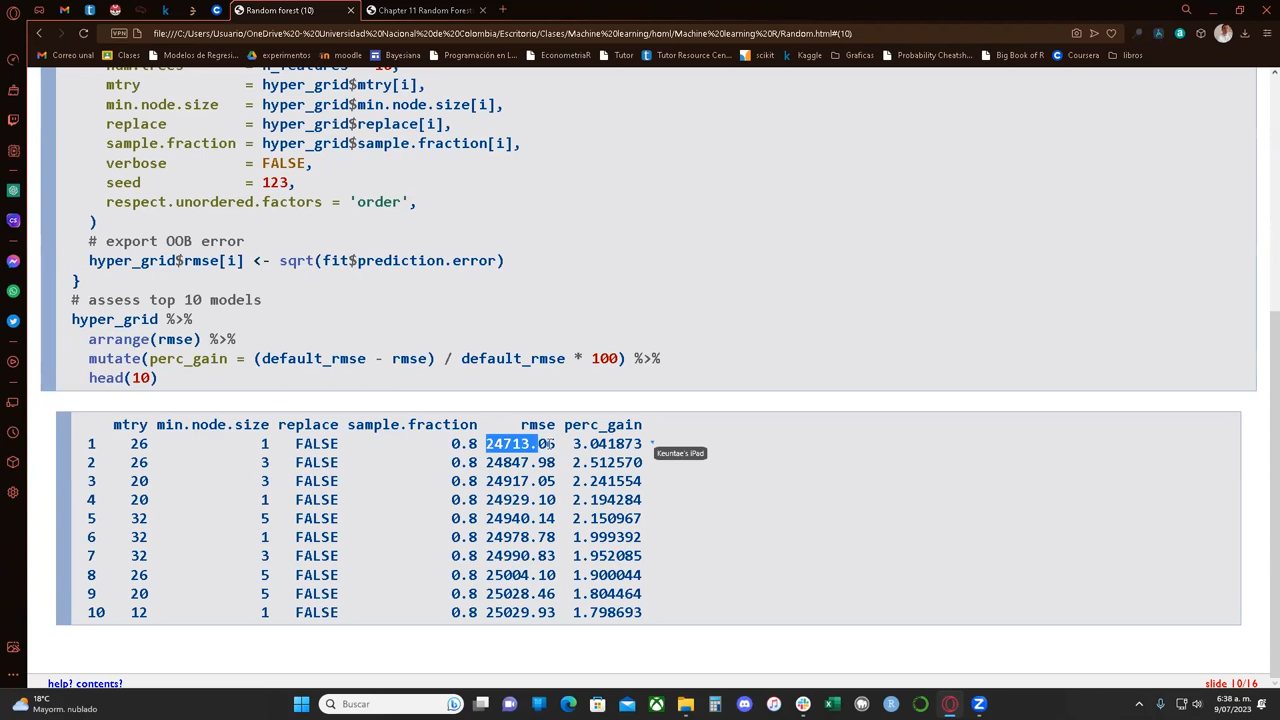 Random forest (10)
Chapter 11 Random Forest:
VPN
file:///C:/Users/Usuario/OneDrive%20-%20Universidad%20Nacional%20de%20Colombia/Escritorio/Clases/Machine%20learning/homl/Machine%20learning%20R/Random.html#(10)
Correo unal
Modelos de Regresi...
experimentos
moodle
Bayesiana
Programación en L...
EconometriaR
Tutor Regresion Lin...
scikit
Kaggle
Graficas
Probability Cheatsh...
Big Book of R
Coursera
libros
mtry = hyper_grid$mtry[i],
min.node.size = hyper_grid$min.node.size[i],
replace = hyper_grid$replace[i],
sample.fraction = hyper_grid$sample.fraction[i],
verbose = FALSE,
seed = 123,
respect.unordered.factors = 'order',
)
# export OOB error
hyper_grid$rmse[i] <- sqrt(fit$prediction.error)
}
# assess top 10 models
hyper_grid %>%
arrange(rmse) %>%
mutate(perc_gain = (default_rmse - rmse) / default_rmse * 100) %>%
head(10)
mtry min.node.size replace sample.fraction rmse perc_gain
1 26 1 FALSE 0.8 24713.05 3.041873
Keuntae's iPad
2 26 3 FALSE 0.8 24847.98 2.512570
3 20 3 FALSE 0.8 24917.05 2.241554
4 20 1 FALSE 0.8 24929.10 2.194284
5 32 5 FALSE 0.8 24940.14 2.150967
6 32 1 FALSE 0.8 24978.78 1.999392
7 32 3 FALSE 0.8 24990.83 1.952085
8 26 5 FALSE 0.8 25004.10 1.900044
9 20 5 FALSE 0.8 25028.46 1.804464
10 12 1 FALSE 0.8 25029.93 1.798693
help? contents?
slide 10/16
18°C
Mayorm. nublado
Buscar
6:38 a. m.
9/07/2023